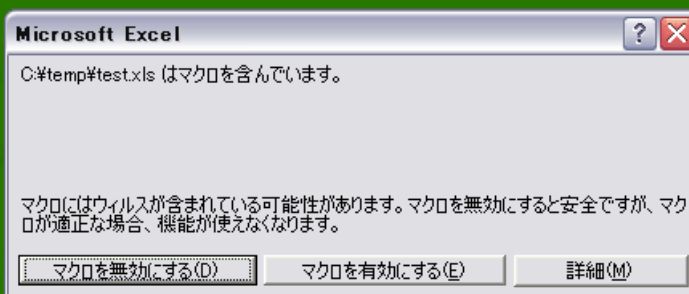 Microsoft Excel
C:¥temp¥test.xls はマクロを含んでいます。
マクロにはウィルスが含まれている可能性があります。マクロを無効にすると安全ですが、マク
ロが適正な場合、機能が使えなくなります。
マクロを無効にする(D) マクロを有効にする(E) 詳細(M)